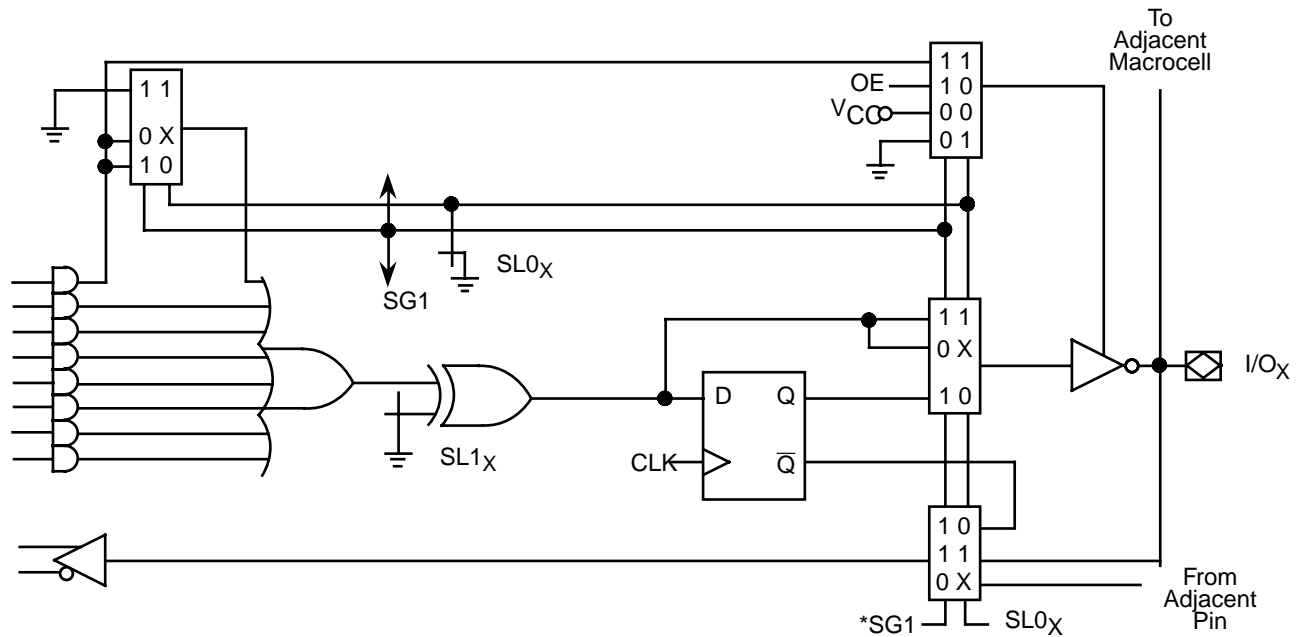 To
Adjacent
Macrocell
1 1
0 X
1 0
1 1
1 0
0 0
0 1
OE
VCC
SL0X
SG1
1 1
0 X
1 0
I/OX
D Q
CLK Q̅
SL1X
1 0
1 1
0 X
From
Adjacent
Pin
*SG1 SL0X